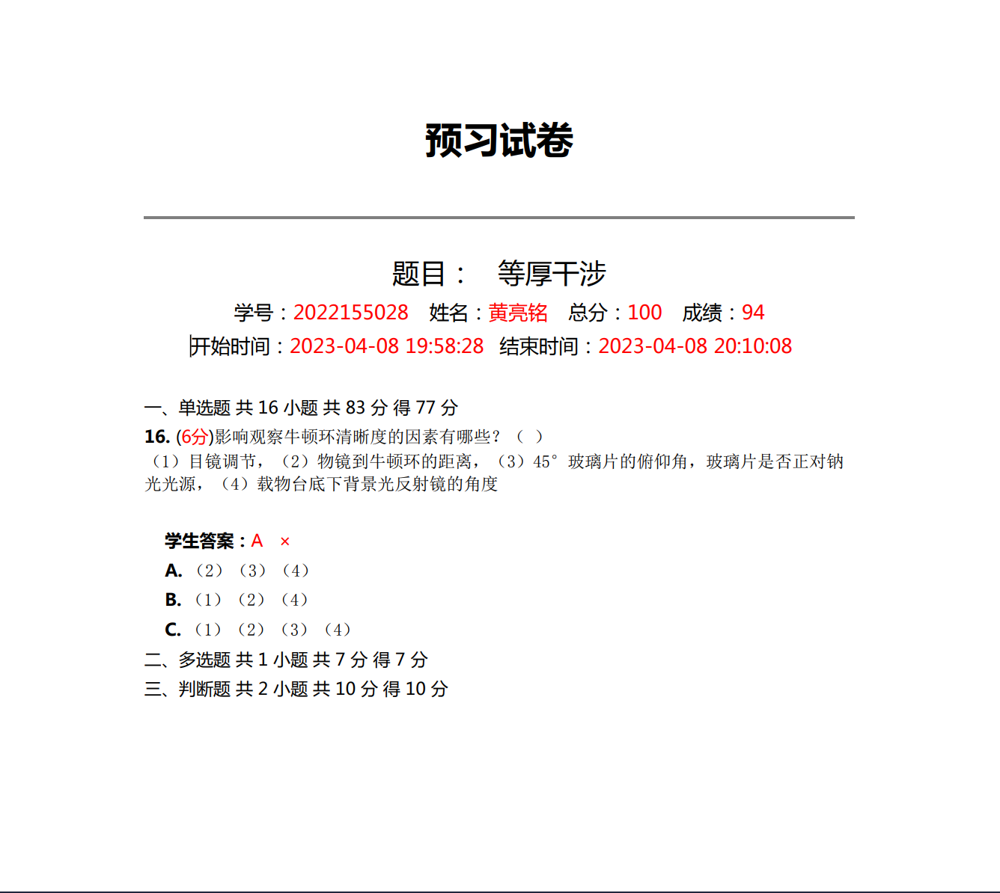 预习试卷
题目： 等厚干涉
学号：2022155028 姓名：黄亮铭 总分：100 成绩：94
开始时间：2023-04-08 19:58:28 结束时间：2023-04-08 20:10:08
一、单选题 共 16 小题 共 83 分 得 77 分
16. (6分)影响观察牛顿环清晰度的因素有哪些？（ ）
（1）目镜调节，（2）物镜到牛顿环的距离，（3）45°玻璃片的俯仰角，玻璃片是否正对钠
光光源，（4）载物台底下背景光反射镜的角度
学生答案：A ×
A. （2）（3）（4）
B. （1）（2）（4）
C. （1）（2）（3）（4）
二、多选题 共 1 小题 共 7 分 得 7 分
三、判断题 共 2 小题 共 10 分 得 10 分